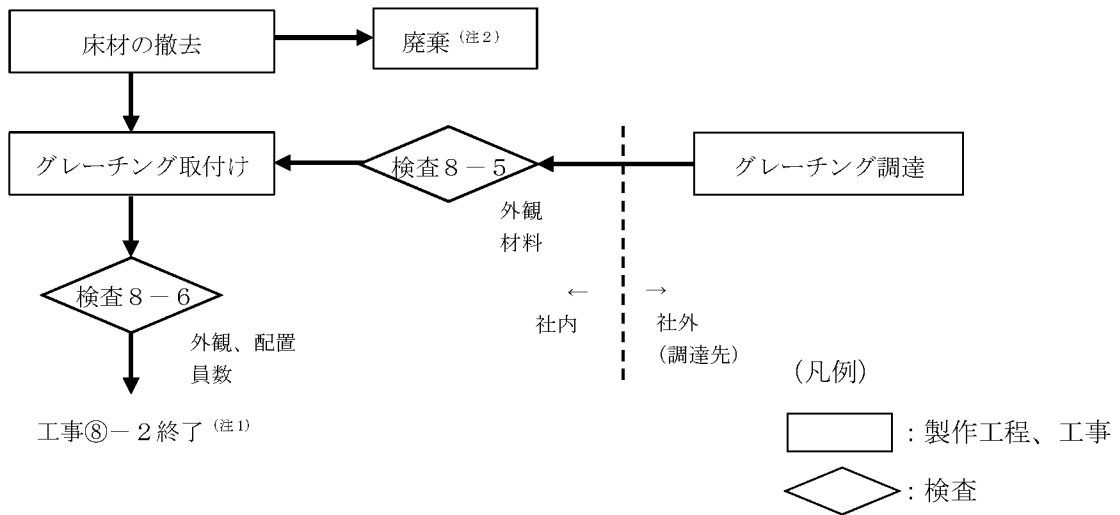 床材の撤去
廃棄（注２）
グレーチング取付け
検査８－５
グレーチング調達
外観
材料
検査８－６
←
→
社内
社外
（調達先）
外観、配置
員数
（凡例）
工事⑧－２終了（注１）
：製作工程、工事
：検査